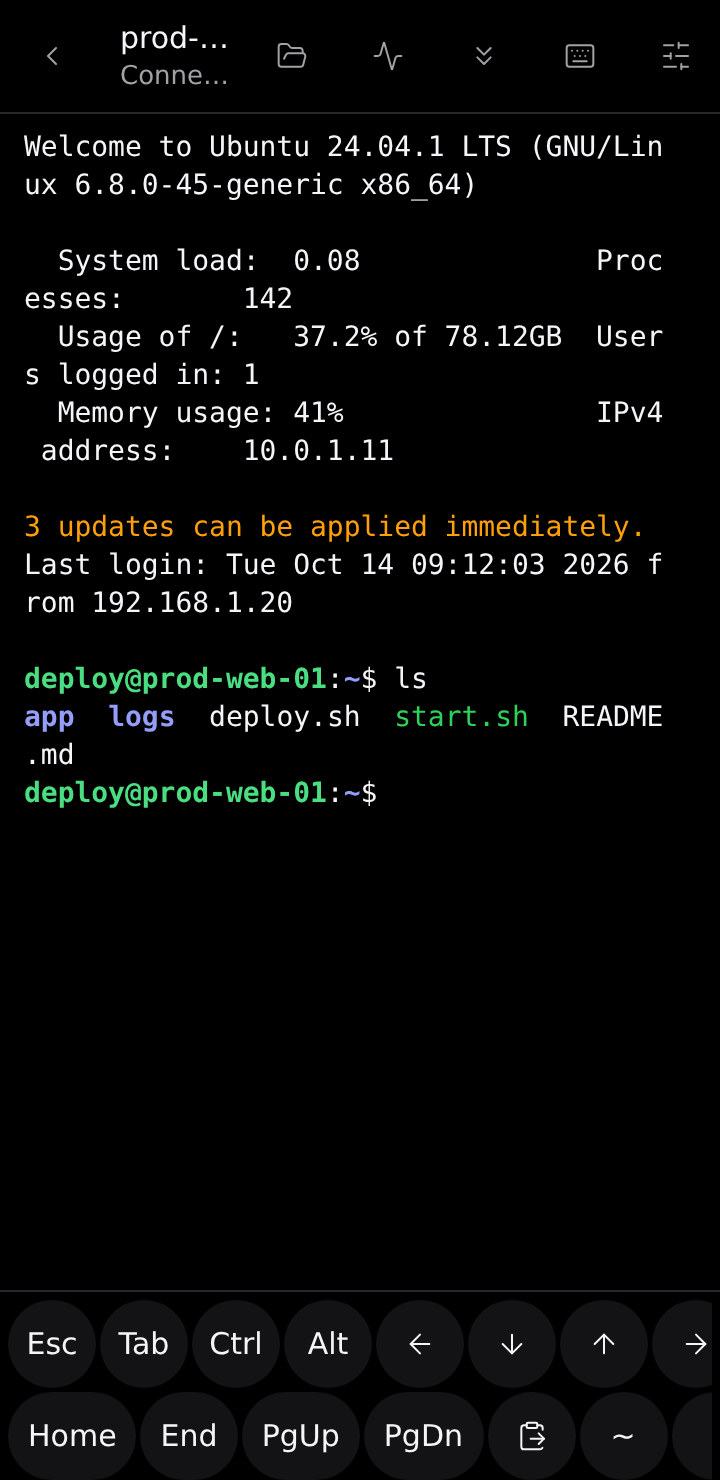 prod-...
Conne...
Welcome to Ubuntu 24.04.1 LTS (GNU/Lin
ux 6.8.0-45-generic x86_64)
  System load:  0.08              Proc
esses:       142
  Usage of /:   37.2% of 78.12GB  User
s logged in: 1
  Memory usage: 41%               IPv4
 address:    10.0.1.11
3 updates can be applied immediately.
Last login: Tue Oct 14 09:12:03 2026 f
rom 192.168.1.20
deploy@prod-web-01:~$ ls
app  logs  deploy.sh  start.sh  README
.md
deploy@prod-web-01:~$
Esc Tab Ctrl Alt ← ↓ ↑ →
Home End PgUp PgDn ~